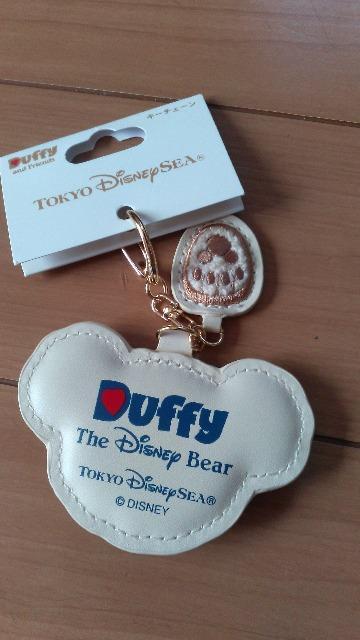 キーチェーン
Duffy
and Friends
TOKYO DISNEYSEA®
Duffy
The DISNEY Bear
TOKYO DISNEYSEA®
© DISNEY